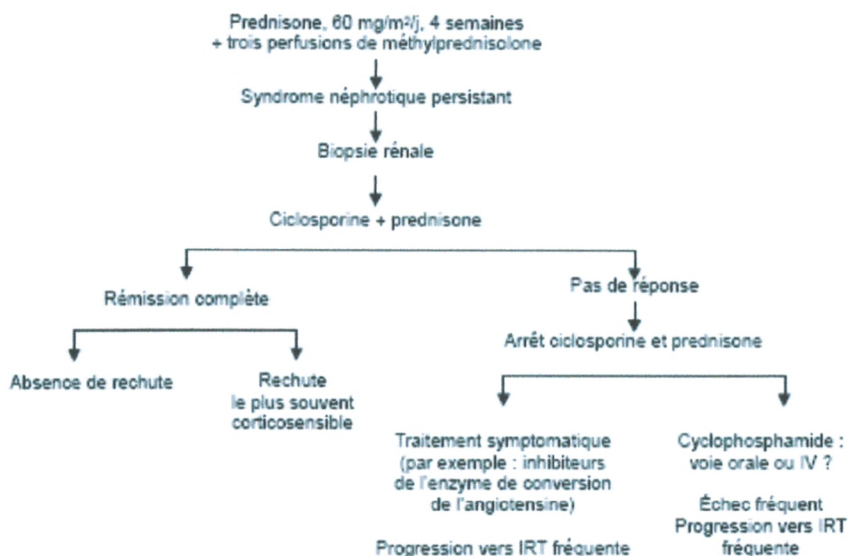 Prednisone, 60 mg/m²/j, 4 semaines
+ trois perfusions de méthylprednisolone
Syndrome néphrotique persistant
Biopsie rénale
Ciclosporine + prednisone
Rémission complète
Pas de réponse
Arrêt ciclosporine et prednisone
Absence de rechute
Rechute
le plus souvent
corticosensible
Traitement symptomatique
(par exemple : inhibiteurs
de l'enzyme de conversion
de l'angiotensine)
Progression vers IRT fréquente
Cyclophosphamide :
voie orale ou IV ?
Échec fréquent
Progression vers IRT
fréquente